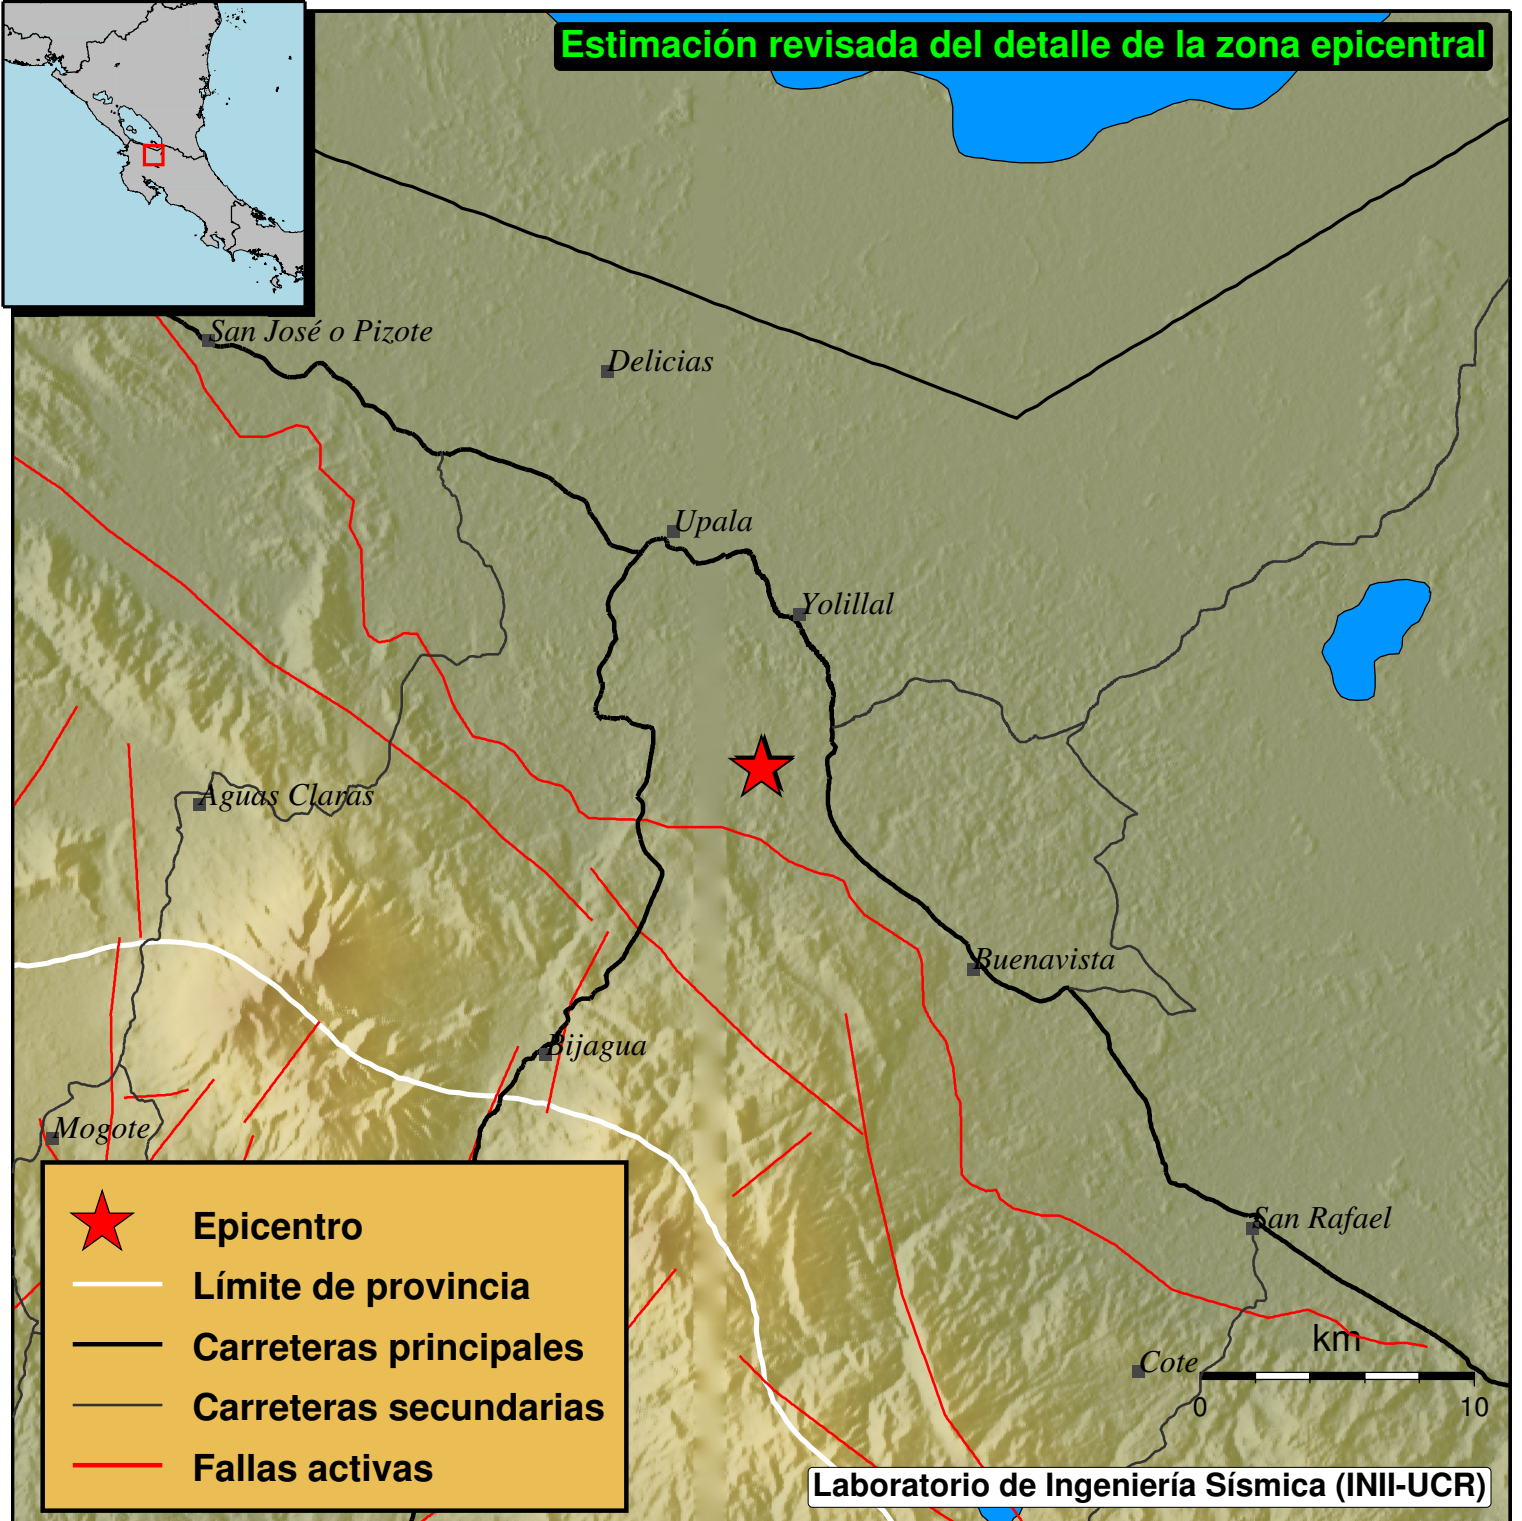 Estimación revisada del detalle de la zona epicentral
San José o Pizote
Delicias
Upala
Yolillal
Aguas Claras
Buenavista
Bijagua
Mogote
San Rafael
Cote
km
0 10
Epicentro
Límite de provincia
Carreteras principales
Carreteras secundarias
Fallas activas
Laboratorio de Ingeniería Sísmica (INII-UCR)